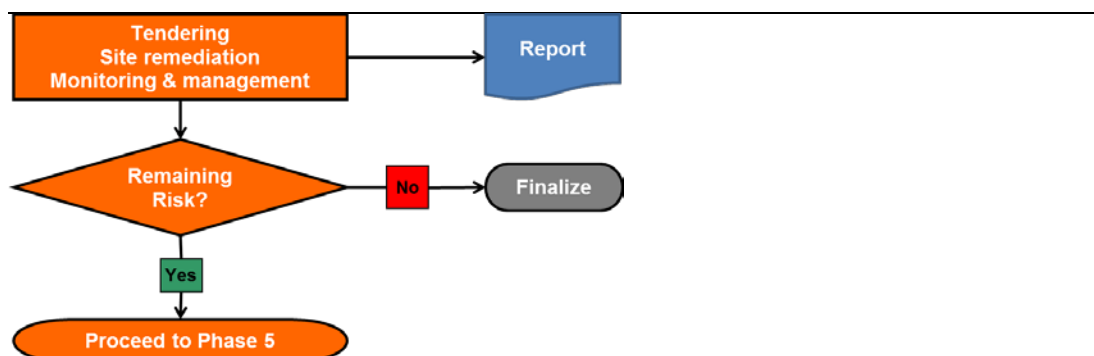 Tendering
Site remediation
Monitoring & management
Report
Remaining
Risk?
No
Finalize
Yes
Proceed to Phase 5